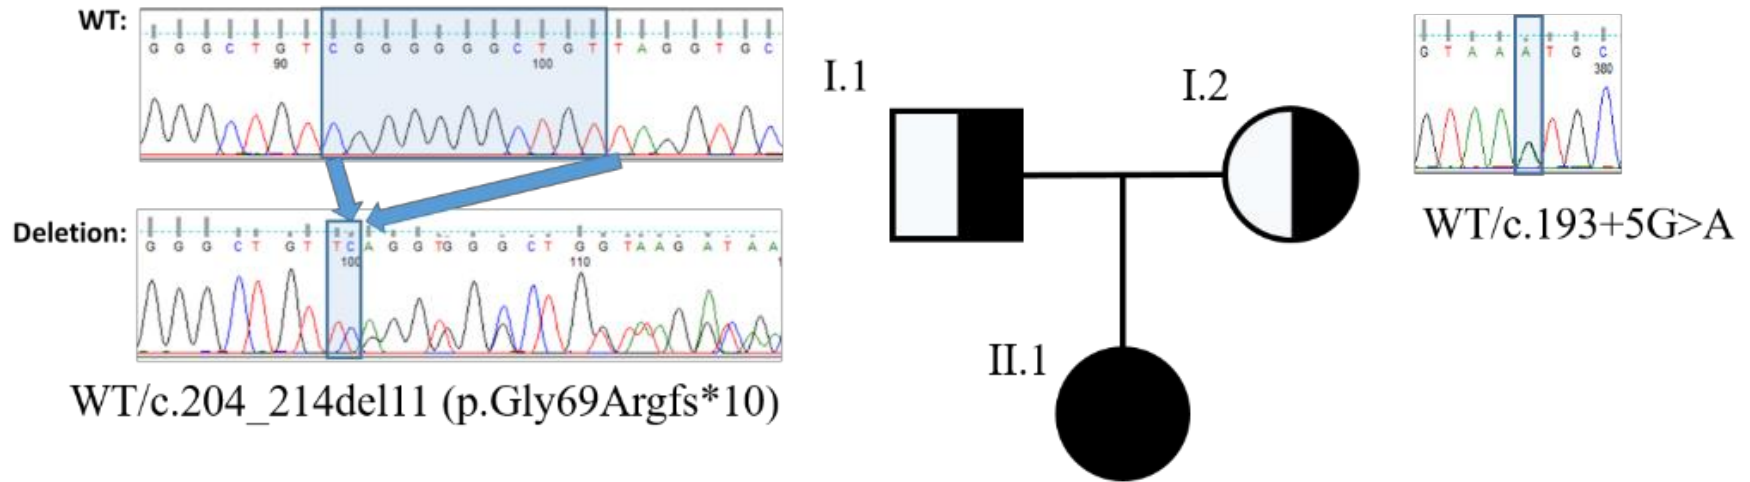 WT:
G G G C T G T C G G G G G G C T G T T A G G T G C
90 100
Deletion:
G G G C T G T T C A G G T G G G C T G G T A A G A T A A
100 110
WT/c.204_214del11 (p.Gly69Argfs*10)
I.1
I.2
II.1
G T A A A T G C
380
WT/c.193+5G>A